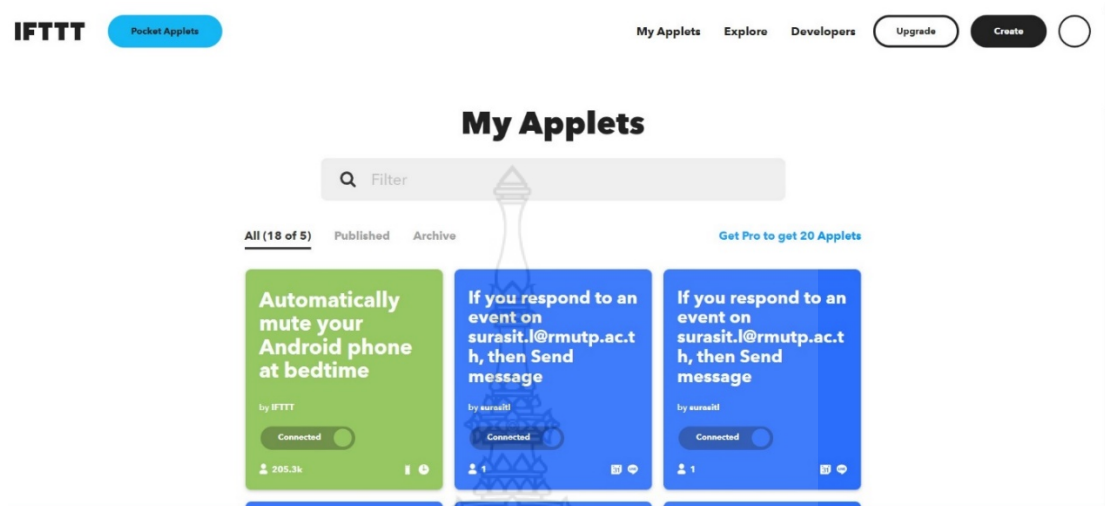 IFTTT Pocket Applets My Applets Explore Developers Upgrade Create
My Applets
Filter
All (18 of 5) Published Archive Get Pro to get 20 Applets
Automatically
mute your
Android phone
at bedtime
by IFTTT
Connected
205.3k
If you respond to an
event on
surasit.l@rmutp.ac.t
h, then Send
message
by surasitl
Connected
1
If you respond to an
event on
surasit.l@rmutp.ac.t
h, then Send
message
by surasitl
Connected
1